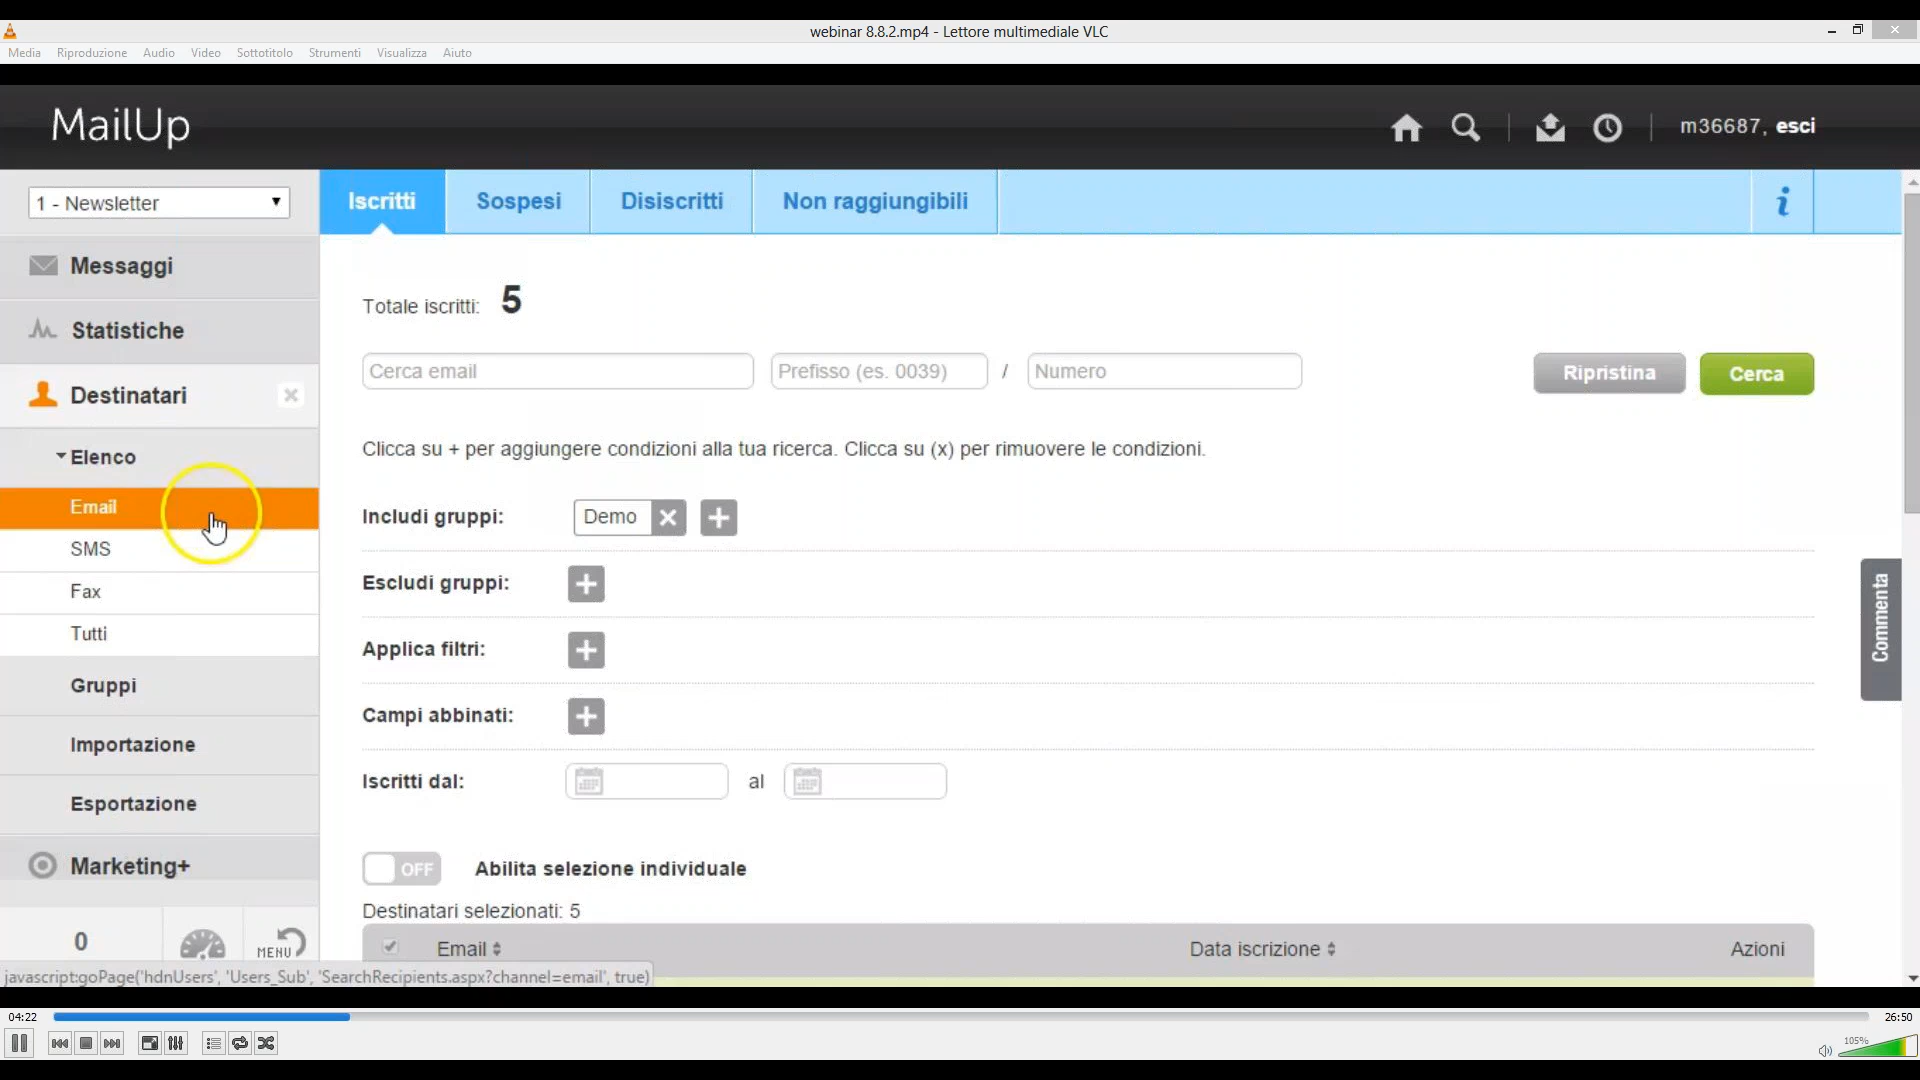 webinar 8.8.2.mp4 - Lettore multimediale VLC
Media Riproduzione Audio Video Sottotitolo Strumenti Visualizza Aiuto
MailUp
m36687, esci
1 - Newsletter
Iscritti Sospesi Disiscritti Non raggiungibili i
Messaggi
Statistiche
Destinatari
Elenco
Email
SMS
Fax
Tutti
Gruppi
Importazione
Esportazione
Marketing+
0
MENU
Totale iscritti: 5
Cerca email Prefisso (es. 0039) / Numero Ripristina Cerca
Clicca su + per aggiungere condizioni alla tua ricerca. Clicca su (x) per rimuovere le condizioni.
Includi gruppi: Demo
Escludi gruppi:
Applica filtri:
Campi abbinati:
Iscritti dal: al
OFF Abilita selezione individuale
Destinatari selezionati: 5
Email Data iscrizione Azioni
Commenta
javascript:goPage('hdnUsers', 'Users_Sub', 'SearchRecipients.aspx?channel=email', true)
04:22 26:50
105%